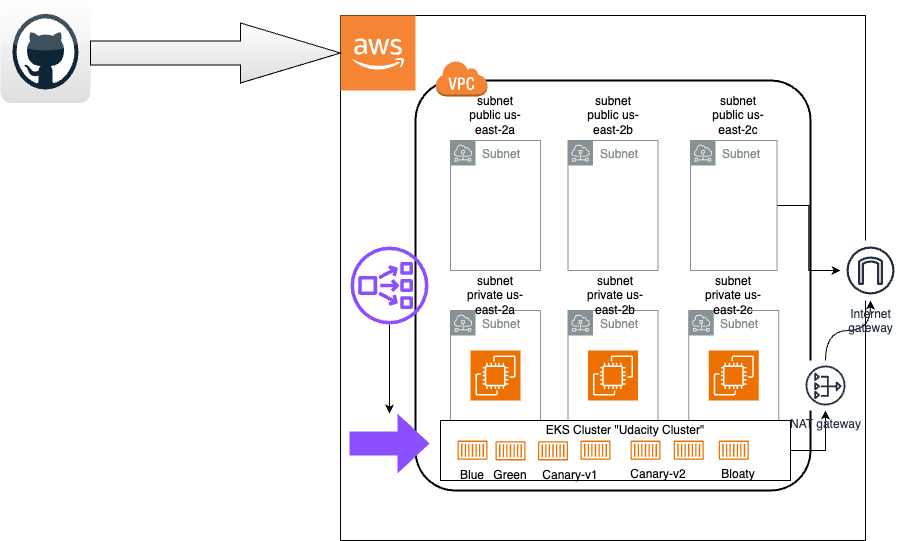 aws
VPC
subnet
public us-
east-2a
subnet
public us-
east-2b
subnet
public us-
east-2c
Subnet
Subnet
Subnet
subnet
private us-
east-2a
subnet
private us-
east-2b
subnet
private us-
east-2c
Subnet
Subnet
Subnet
Internet
gateway
NAT gateway
EKS Cluster "Udacity Cluster"
Blue
Green
Canary-v1
Canary-v2
Bloaty